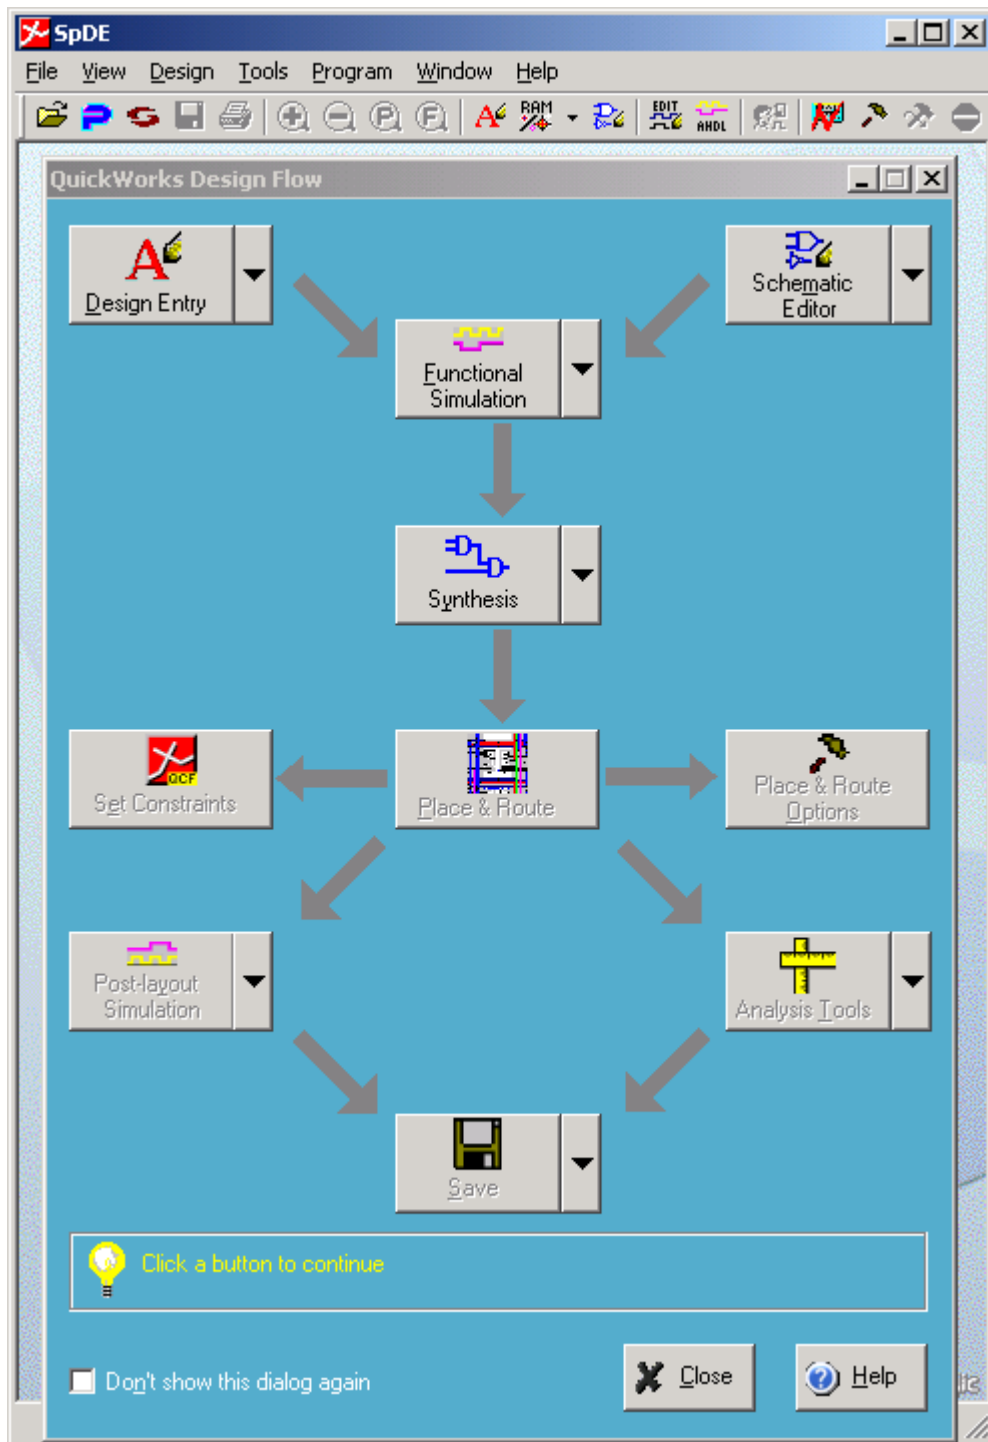 SpDE
File View Design Tools Program Window Help
RAM EDIT AHDL
QuickWorks Design Flow
Design Entry
Schematic
Editor
Functional
Simulation
Synthesis
QCF
Set Constraints
Place & Route
Place & Route
Options
Post-layout
Simulation
Analysis Tools
Save
Click a button to continue
Don't show this dialog again
Close
Help